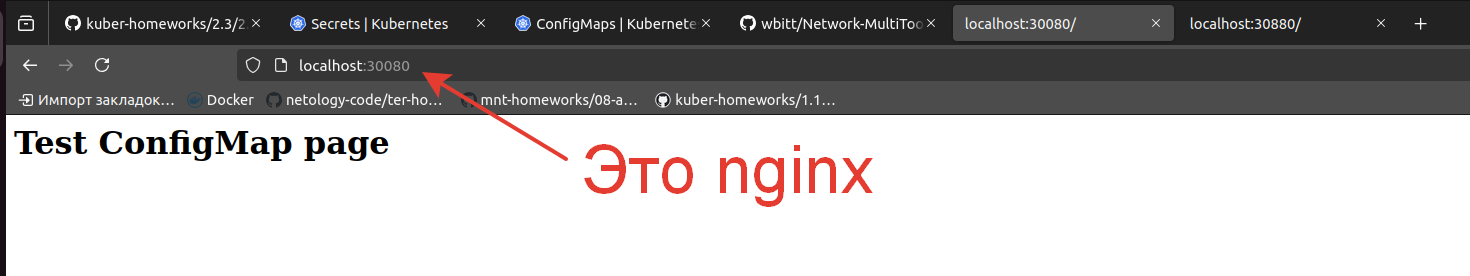 kuber-homeworks/2.3/2.
Secrets | Kubernetes
ConfigMaps | Kubernete
wbitt/Network-MultiToo
localhost:30080/
localhost:30880/
localhost:30080
Импорт закладок…
Docker
netology-code/ter-ho…
mnt-homeworks/08-a…
kuber-homeworks/1.1…
Test ConfigMap page
Это nginx